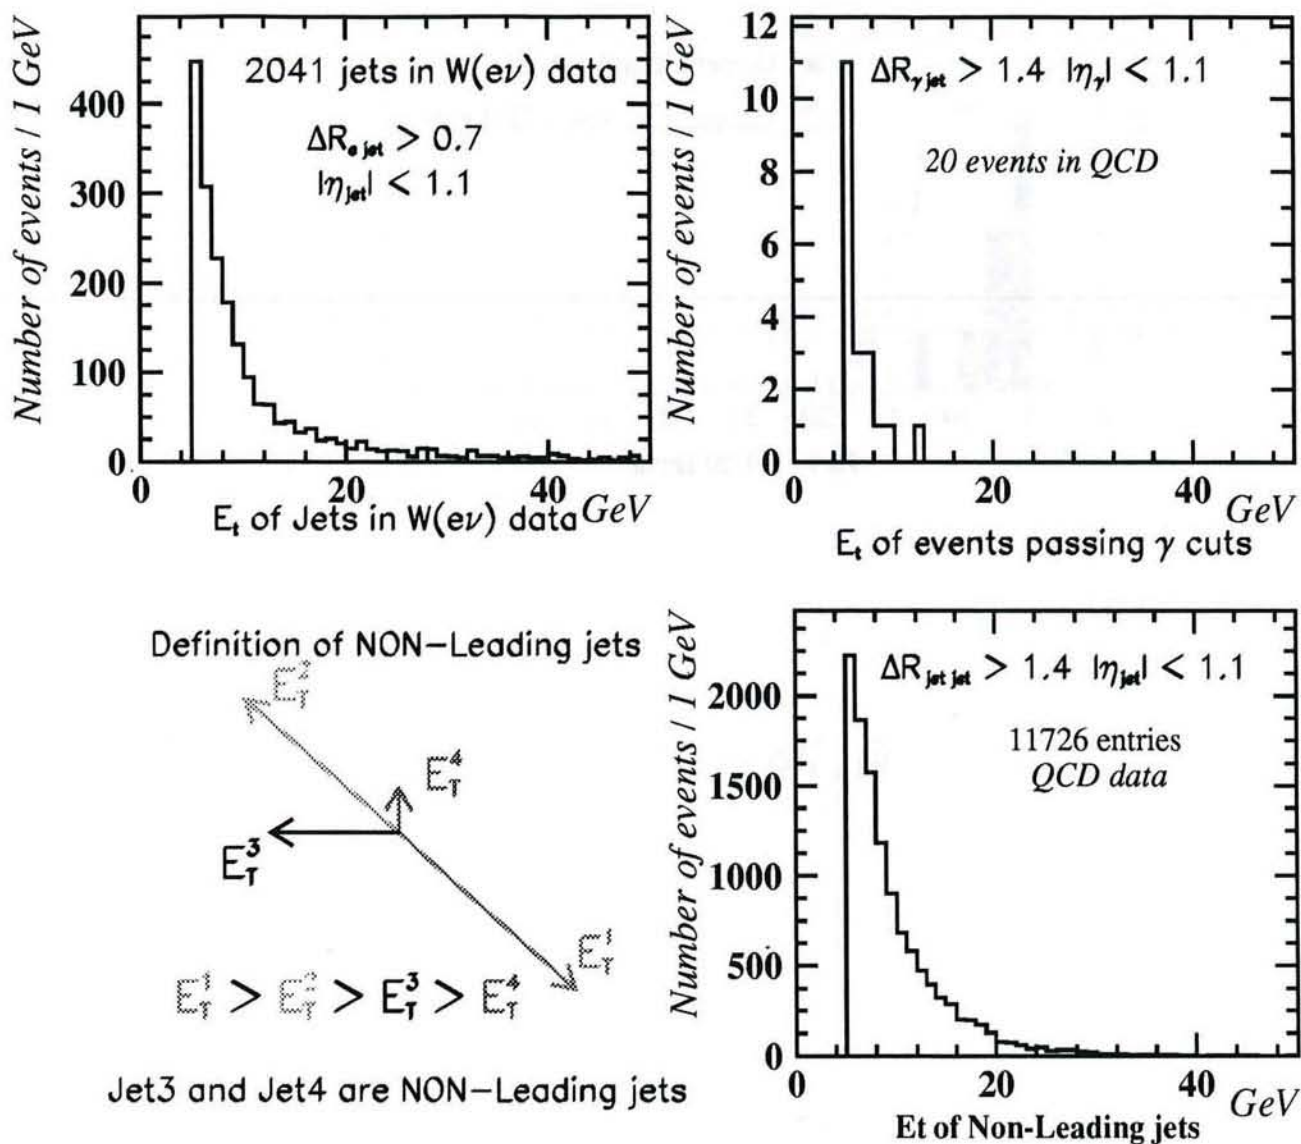 Number of events / 1 GeV
400
300
200
100
0
2041 jets in W(eν) data
ΔR_e jet > 0.7
|η_jet| < 1.1
0
20
40
GeV
E_t of Jets in W(eν) data
Number of events / 1 GeV
12
10
8
6
4
2
0
ΔR_γ jet > 1.4 |η_γ| < 1.1
20 events in QCD
0
20
40
GeV
E_t of events passing γ cuts
Definition of NON-Leading jets
E_T^2
E_T^4
E_T^3
E_T^1
E_T^1 > E_T^2 > E_T^3 > E_T^4
Jet3 and Jet4 are NON-Leading jets
Number of events / 1 GeV
2000
1500
1000
500
0
ΔR_jet jet > 1.4 |η_jet| < 1.1
11726 entries
QCD data
0
20
40
GeV
Et of Non-Leading jets